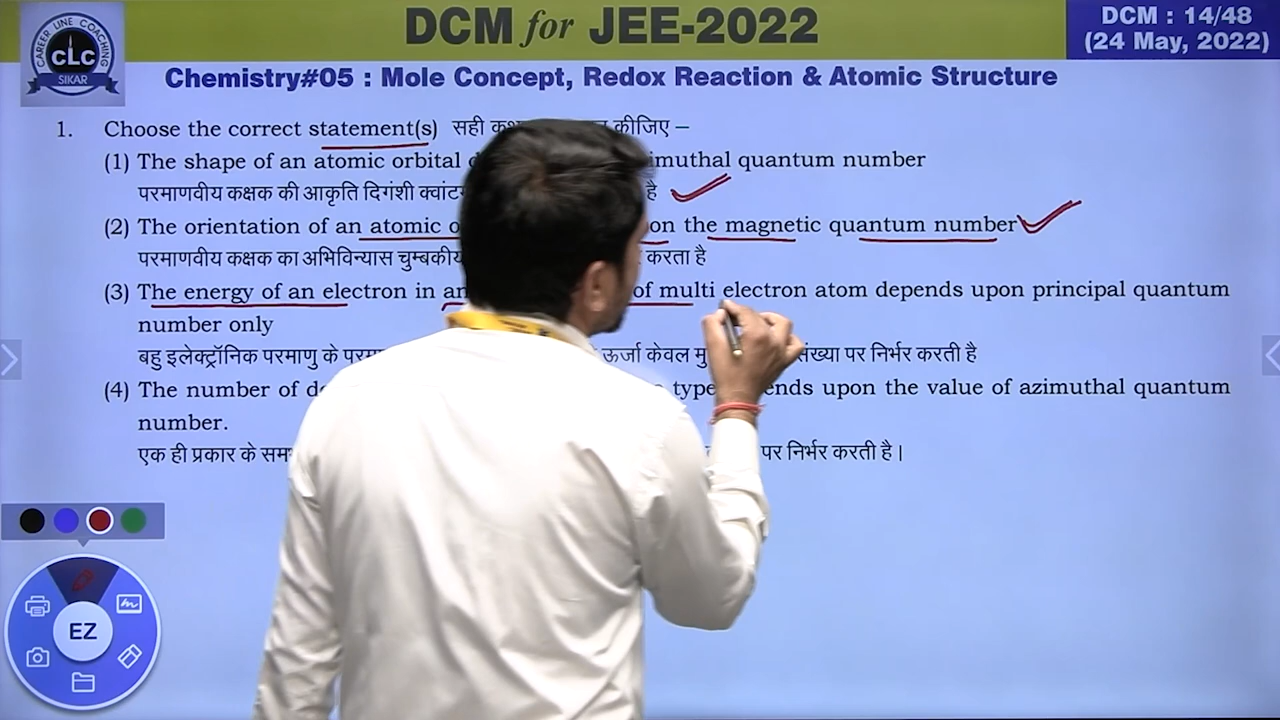 DCM for JEE-2022
DCM : 14/48
(24 May, 2022)
CAREER LINE COACHING
CLC
SIKAR
Chemistry#05 : Mole Concept, Redox Reaction & Atomic Structure
1. Choose the correct statement(s) सही कीजिए –
(1) The shape of an atomic orbital quantum number
परमाणवीय कक्षक की आकृति दिगंशी है
(2) The orientation of an atomic on the magnetic quantum number
परमाणवीय कक्षक का अभिविन्यास चुम्बकीय करता है
(3) The energy of an electron in an of multi electron atom depends upon principal quantum
number only
बहु इलेक्ट्रॉनिक परमाणु के ऊर्जा केवल पर निर्भर करती है
(4) The number of type upon the value of azimuthal quantum
number.
एक ही प्रकार के पर निर्भर करती है।
EZ